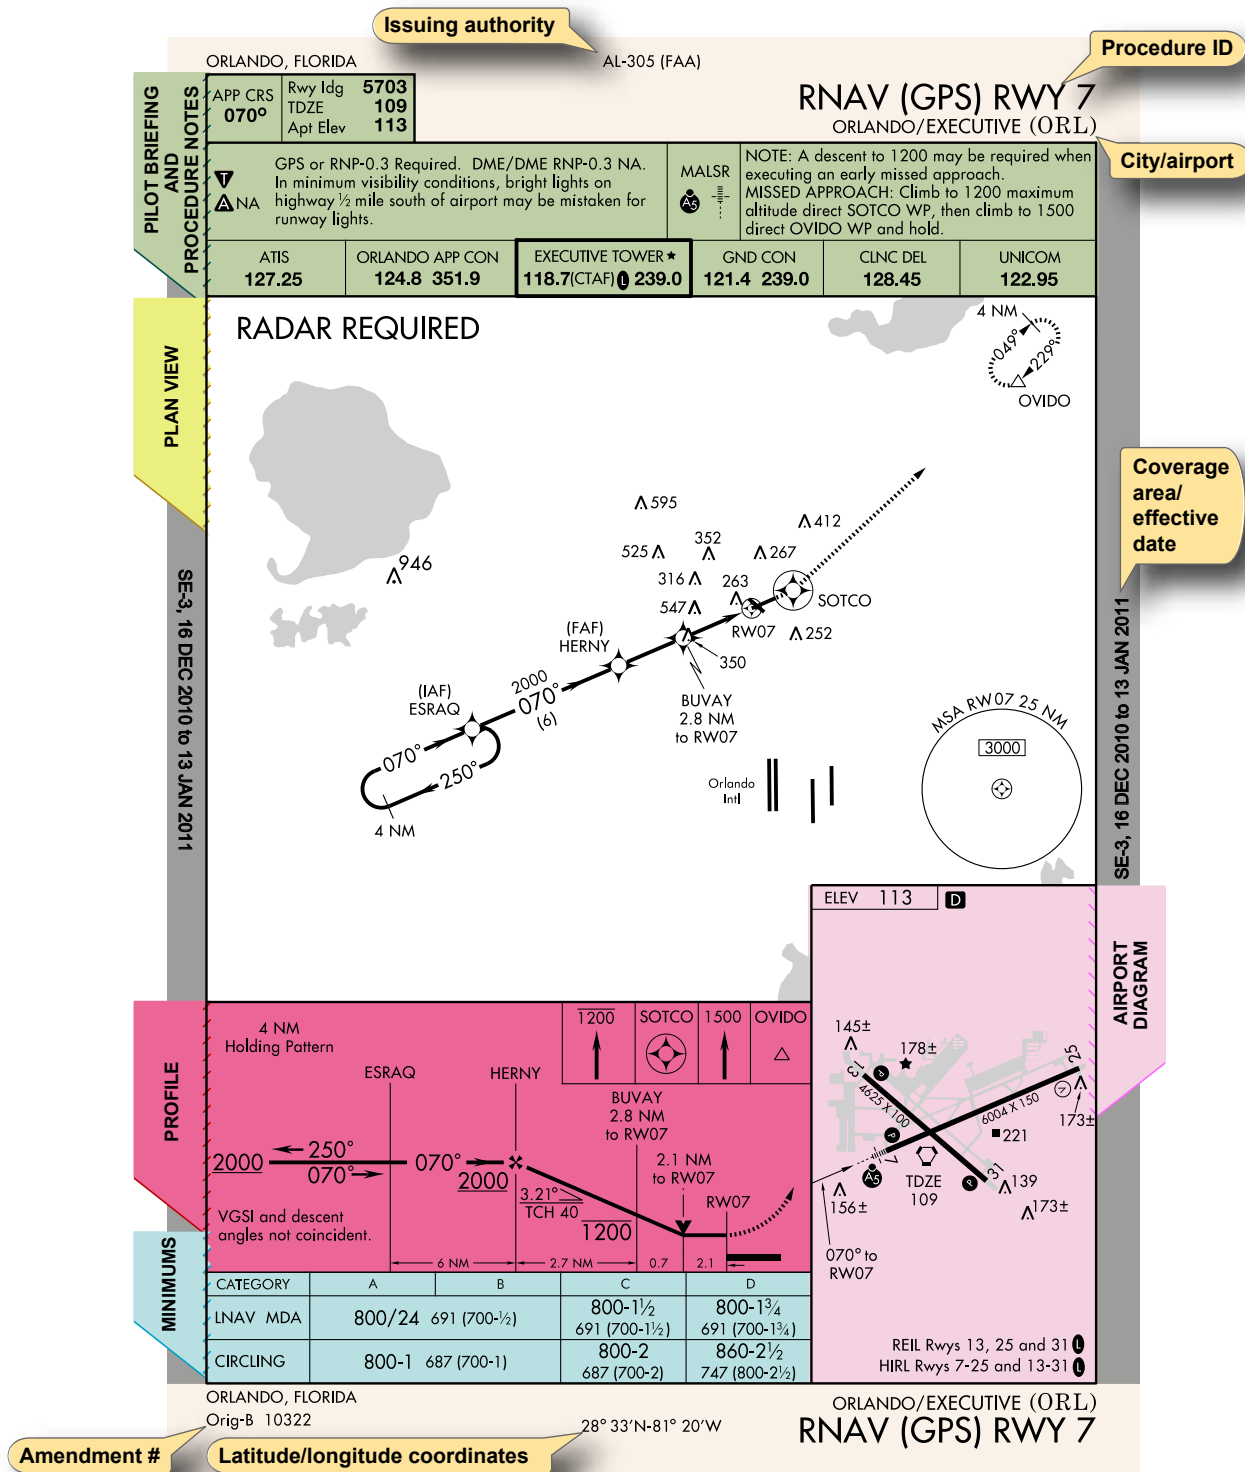 Issuing authority
ORLANDO, FLORIDA
AL-305 (FAA)
Procedure ID
RNAV (GPS) RWY 7
ORLANDO/EXECUTIVE (ORL)
City/airport
PILOT BRIEFING
AND
PROCEDURE NOTES
APP CRS
070°
Rwy ldg 5703
TDZE 109
Apt Elev 113
T
A NA
GPS or RNP-0.3 Required. DME/DME RNP-0.3 NA.
In minimum visibility conditions, bright lights on
highway ½ mile south of airport may be mistaken for
runway lights.
MALSR
A5
NOTE: A descent to 1200 may be required when
executing an early missed approach.
MISSED APPROACH: Climb to 1200 maximum
altitude direct SOTCO WP, then climb to 1500
direct OVIDO WP and hold.
ATIS
127.25
ORLANDO APP CON
124.8 351.9
EXECUTIVE TOWER ★
118.7(CTAF) L 239.0
GND CON
121.4 239.0
CLNC DEL
128.45
UNICOM
122.95
PLAN VIEW
RADAR REQUIRED
4 NM
049°
229°
OVIDO
Coverage
area/
effective
date
SE-3, 16 DEC 2010 to 13 JAN 2011
SE-3, 16 DEC 2010 to 13 JAN 2011
946
595
412
525
352
267
316
263
547
SOTCO
RW07
252
350
(FAF)
HERNY
BUVAY
2.8 NM
to RW07
(IAF)
ESRAQ
2000
070°
(6)
070°
250°
4 NM
Orlando
Intl
MSA RW07 25 NM
3000
AIRPORT
DIAGRAM
ELEV 113 D
145±
178±
13
25
P
4625 X 100
6004 X 150
V
173±
P
221
7
A5
TDZE
109
P
31
139
156±
173±
070° to
RW07
REIL Rwys 13, 25 and 31 L
HIRL Rwys 7-25 and 13-31 L
PROFILE
4 NM
Holding Pattern
1200
SOTCO
1500
OVIDO
ESRAQ
HERNY
BUVAY
2.8 NM
to RW07
2.1 NM
to RW07
RW07
2000
250°
070°
070°
2000
3.21°
TCH 40
1200
VGSI and descent
angles not coincident.
6 NM
2.7 NM
0.7
2.1
MINIMUMS
CATEGORY A B C D
LNAV MDA
800/24 691 (700-½)
800-1½
691 (700-1½)
800-1¾
691 (700-1¾)
CIRCLING
800-1 687 (700-1)
800-2
687 (700-2)
860-2½
747 (800-2½)
ORLANDO, FLORIDA
Orig-B 10322
28° 33'N-81° 20'W
ORLANDO/EXECUTIVE (ORL)
RNAV (GPS) RWY 7
Amendment #
Latitude/longitude coordinates